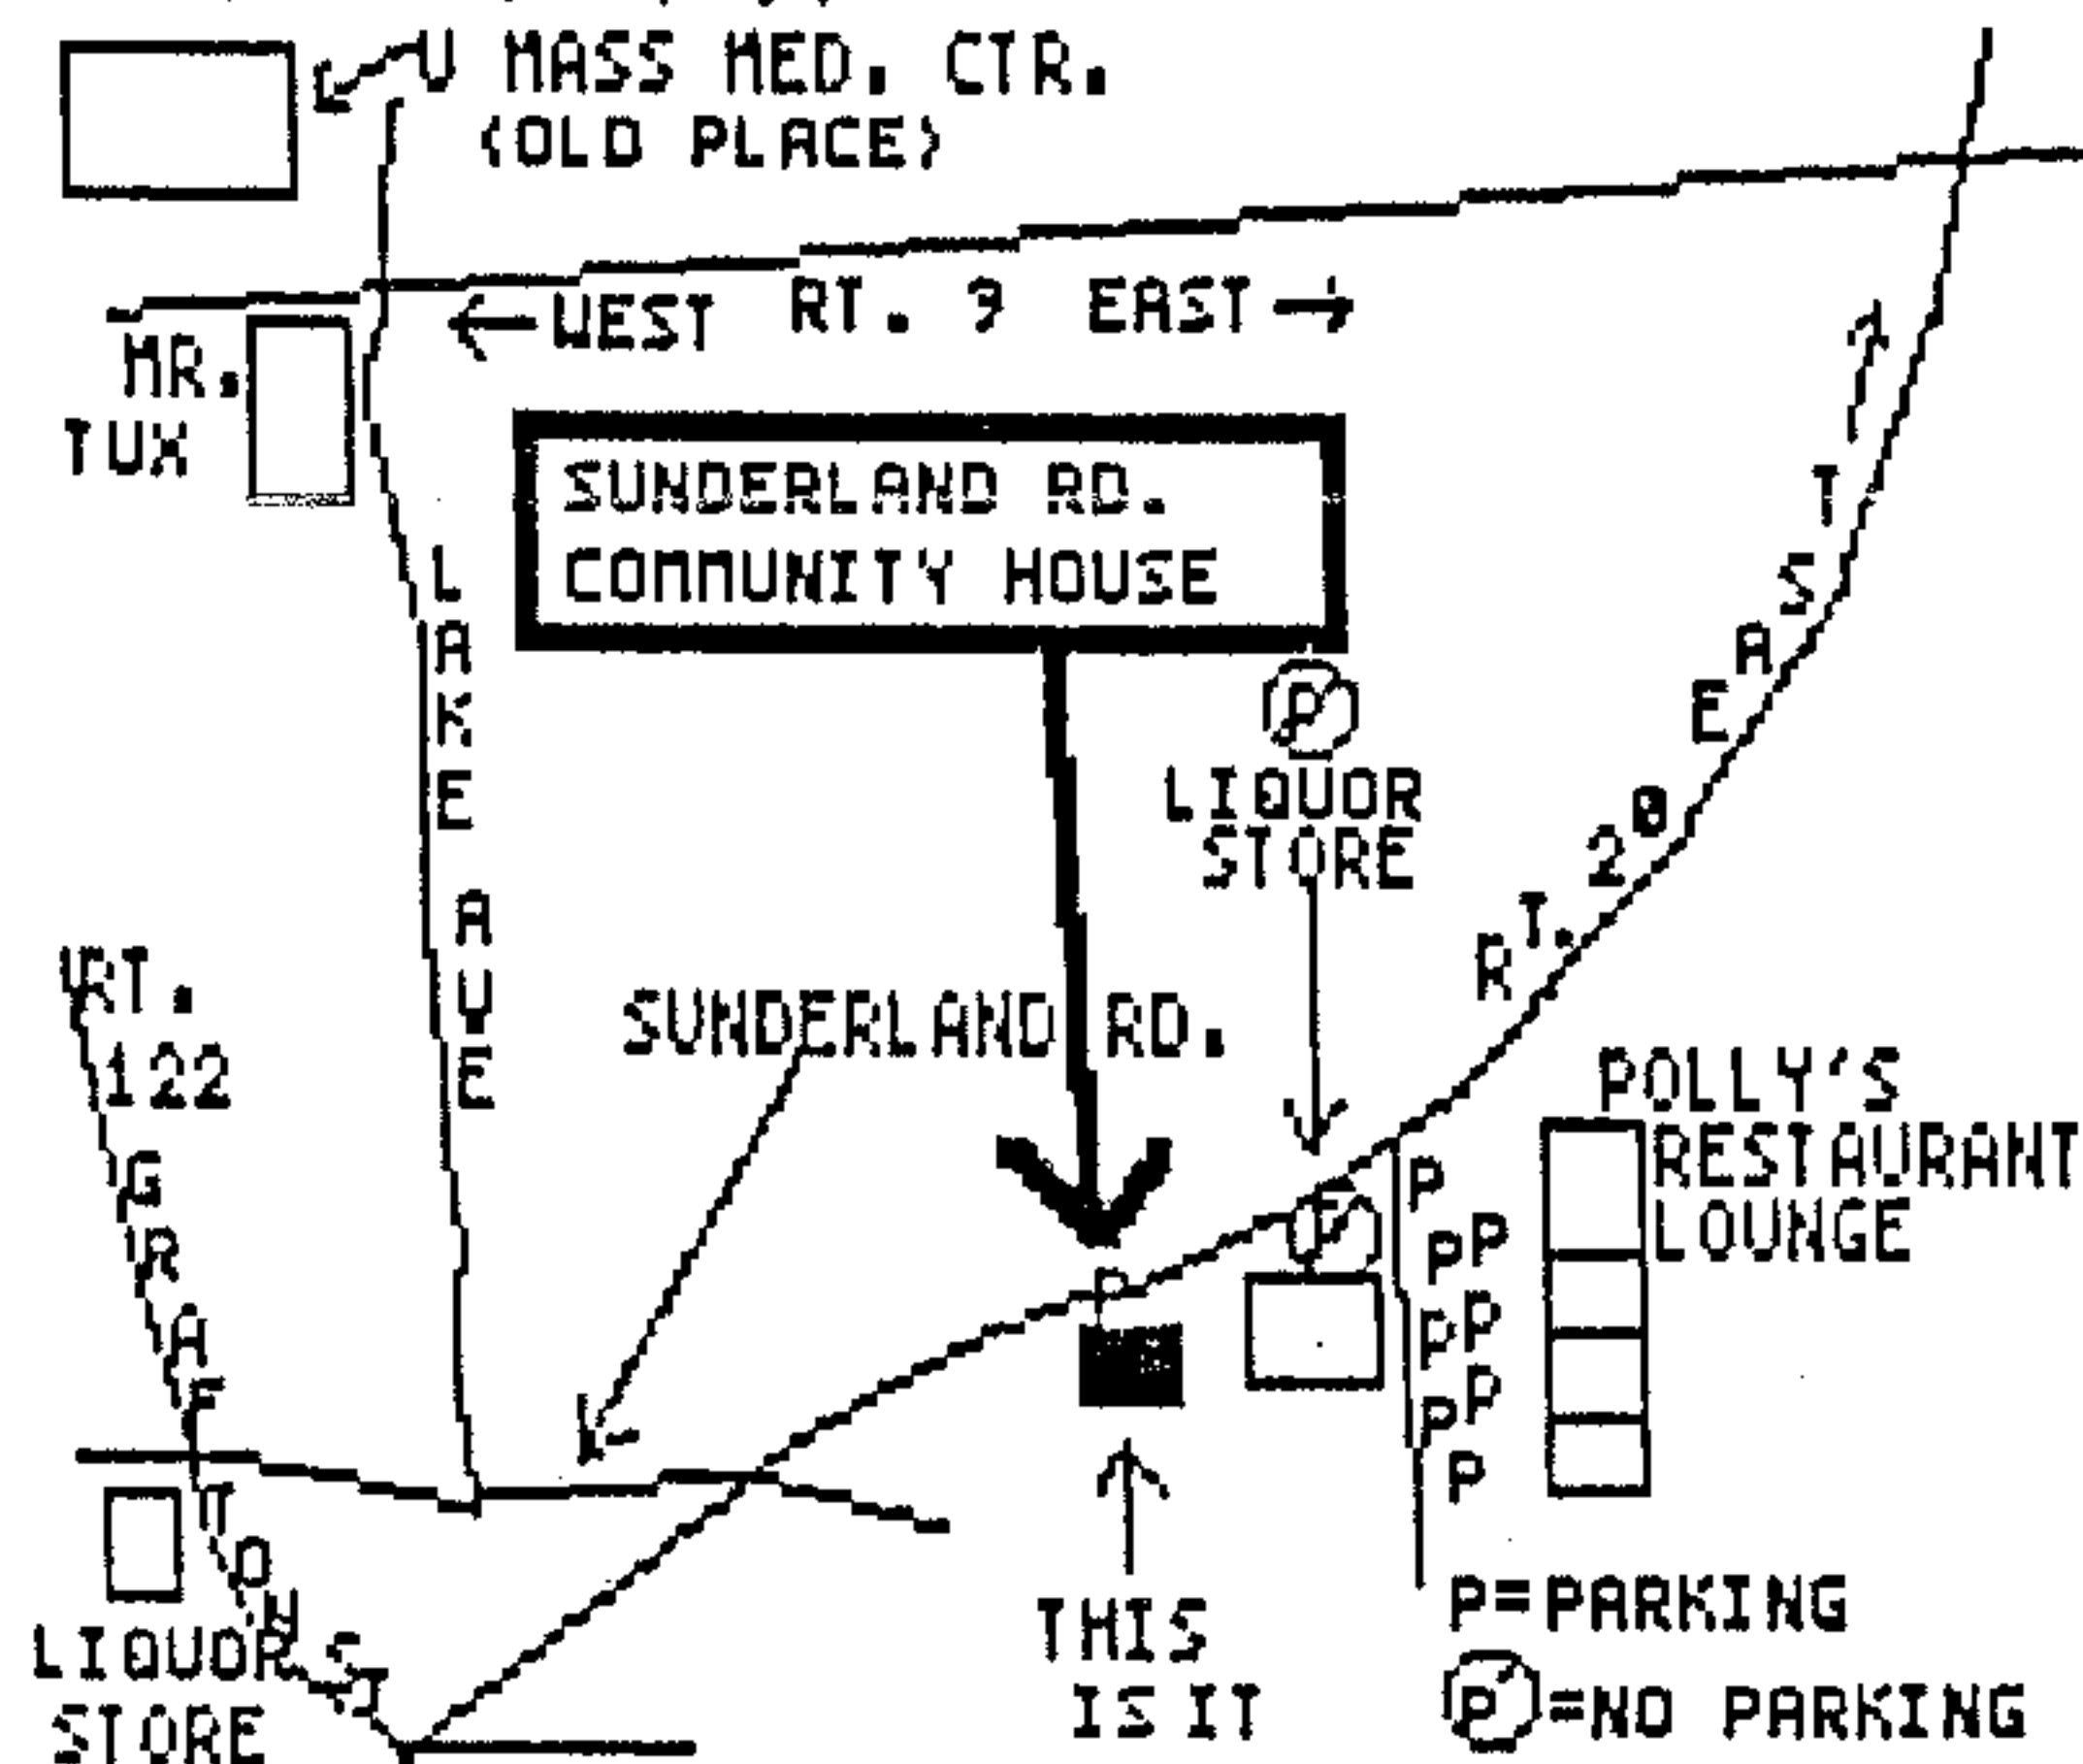 U MASS MED. CTR.
(OLD PLACE)
WEST RT. 9 EAST
MR.
TUX
SUNDERLAND RD.
COMMUNITY HOUSE
LAKE AVE
P
LIQUOR
STORE
RT. 20 EAST
SUNDERLAND RD.
RT.
122
GRAFTON ST
POLLY'S
RESTAURANT
LOUNGE
P
P
P
P P
P P
P P
P
LIQUOR
STORE
THIS
IS IT
P=PARKING
P=NO PARKING